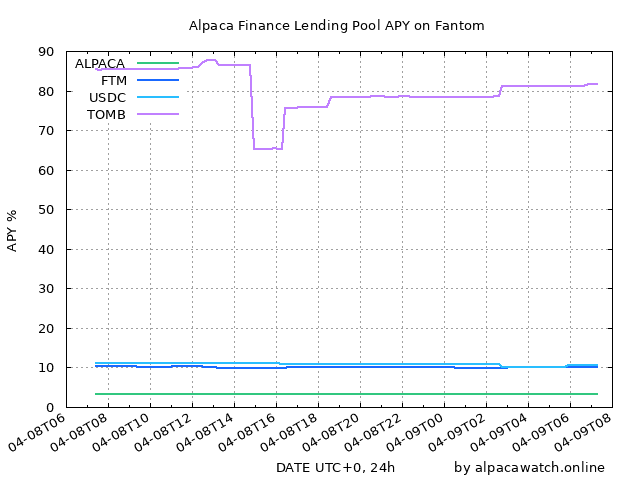 Alpaca Finance Lending Pool APY on Fantom
90
80
70
60
50
40
30
20
10
0
APY %
ALPACA
FTM
USDC
TOMB
04-08T06
04-08T08
04-08T10
04-08T12
04-08T14
04-08T16
04-08T18
04-08T20
04-08T22
04-09T00
04-09T02
04-09T04
04-09T06
04-09T08
DATE UTC+0, 24h
by alpacawatch.online